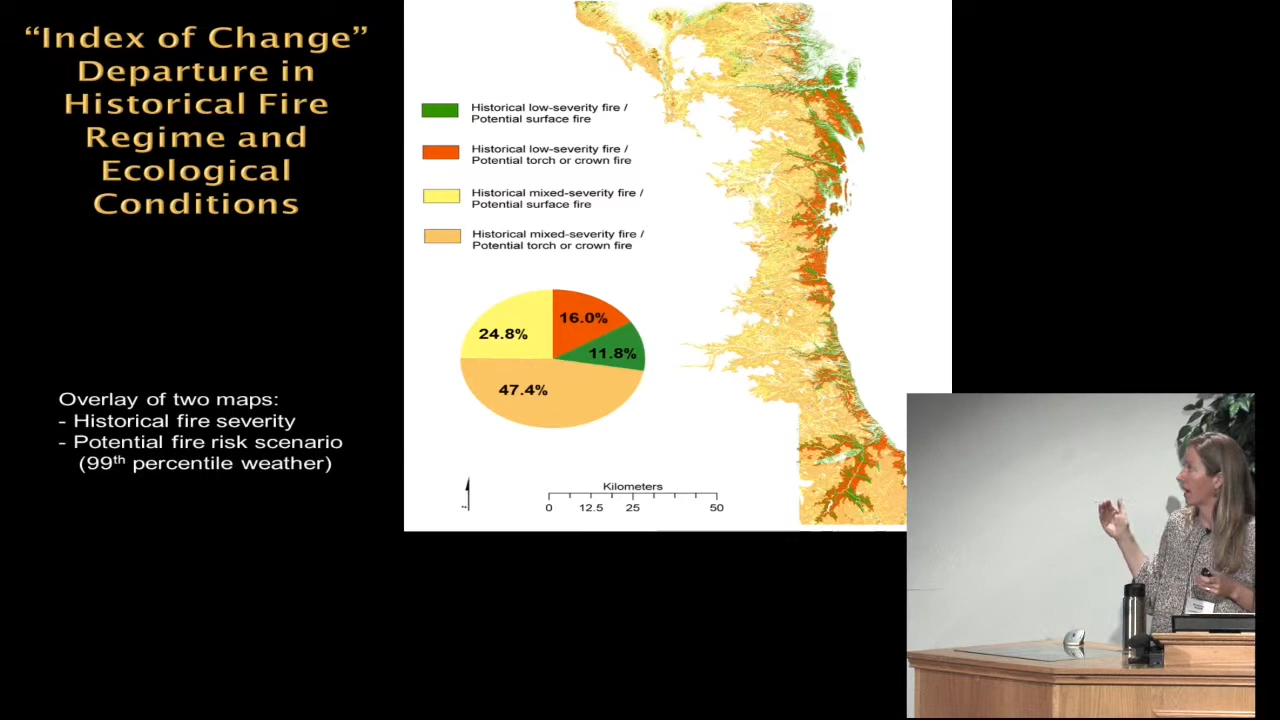 “Index of Change”
Departure in
Historical Fire
Regime and
Ecological
Conditions
Overlay of two maps:
- Historical fire severity
- Potential fire risk scenario
(99th percentile weather)
Historical low-severity fire /
Potential surface fire
Historical low-severity fire /
Potential torch or crown fire
Historical mixed-severity fire /
Potential surface fire
Historical mixed-severity fire /
Potential torch or crown fire
16.0%
24.8%
11.8%
47.4%
Kilometers
0 12.5 25 50